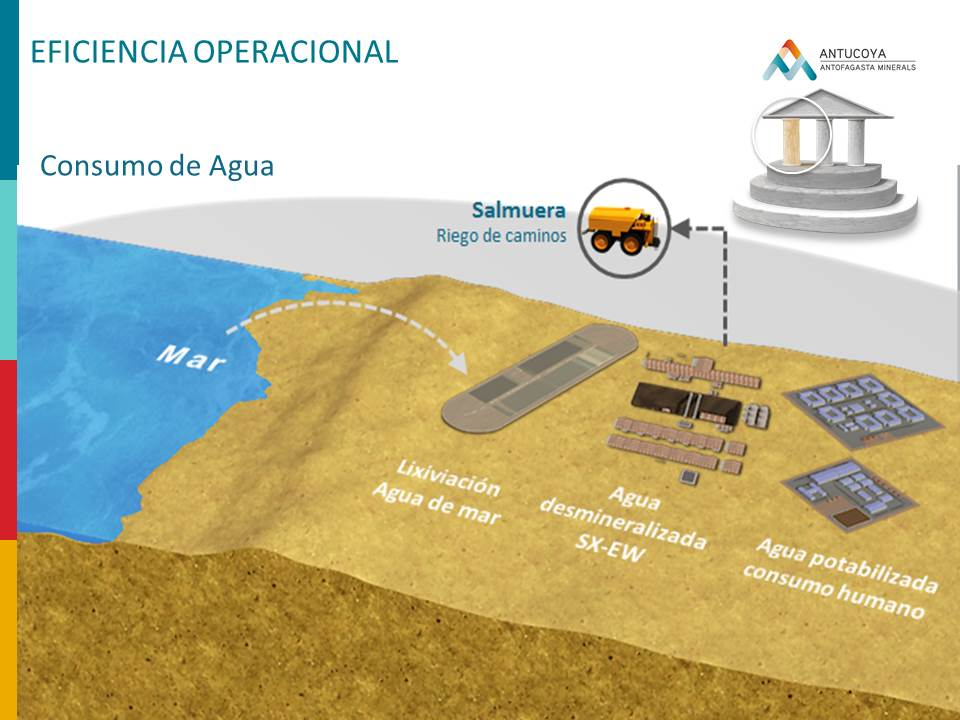 EFICIENCIA OPERACIONAL
ANTUCOYA
ANTOFAGASTA MINERALS
Consumo de Agua
Salmuera
Riego de caminos
Mar
Lixiviación
Agua de mar
Agua
desmineralizada
SX-EW
Agua potabilizada
consumo humano